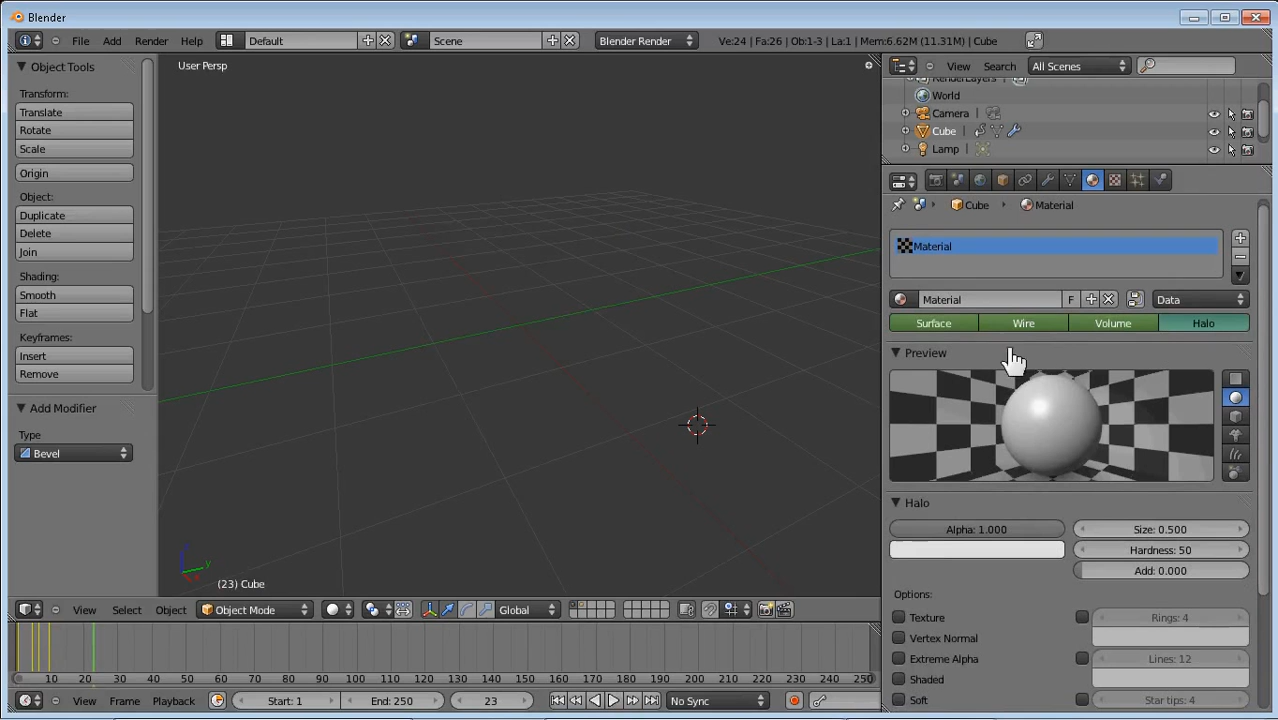 Blender
File Add Render Help Default Scene Blender Render Ve:24 | Fa:26 | Ob:1-3 | La:1 | Mem:6.62M (11.31M) | Cube
Object Tools
Transform:
Translate
Rotate
Scale
Origin
Object:
Duplicate
Delete
Join
Shading:
Smooth
Flat
Keyframes:
Insert
Remove
Add Modifier
Type
Bevel
User Persp
(23) Cube
View Select Object Object Mode Global
10 20 30 40 50 60 70 80 90 100 110 120 130 140 150 160 170 180 190 200 210 220 230 240 250
View Frame Playback Start: 1 End: 250 23 No Sync
View Search All Scenes
RenderLayers
World
Camera
Cube
Lamp
Cube Material
Material
Material F Data
Surface Wire Volume Halo
Preview
Halo
Alpha: 1.000 Size: 0.500
Hardness: 50
Add: 0.000
Options:
Texture Rings: 4
Vertex Normal
Extreme Alpha Lines: 12
Shaded
Soft Star tips: 4